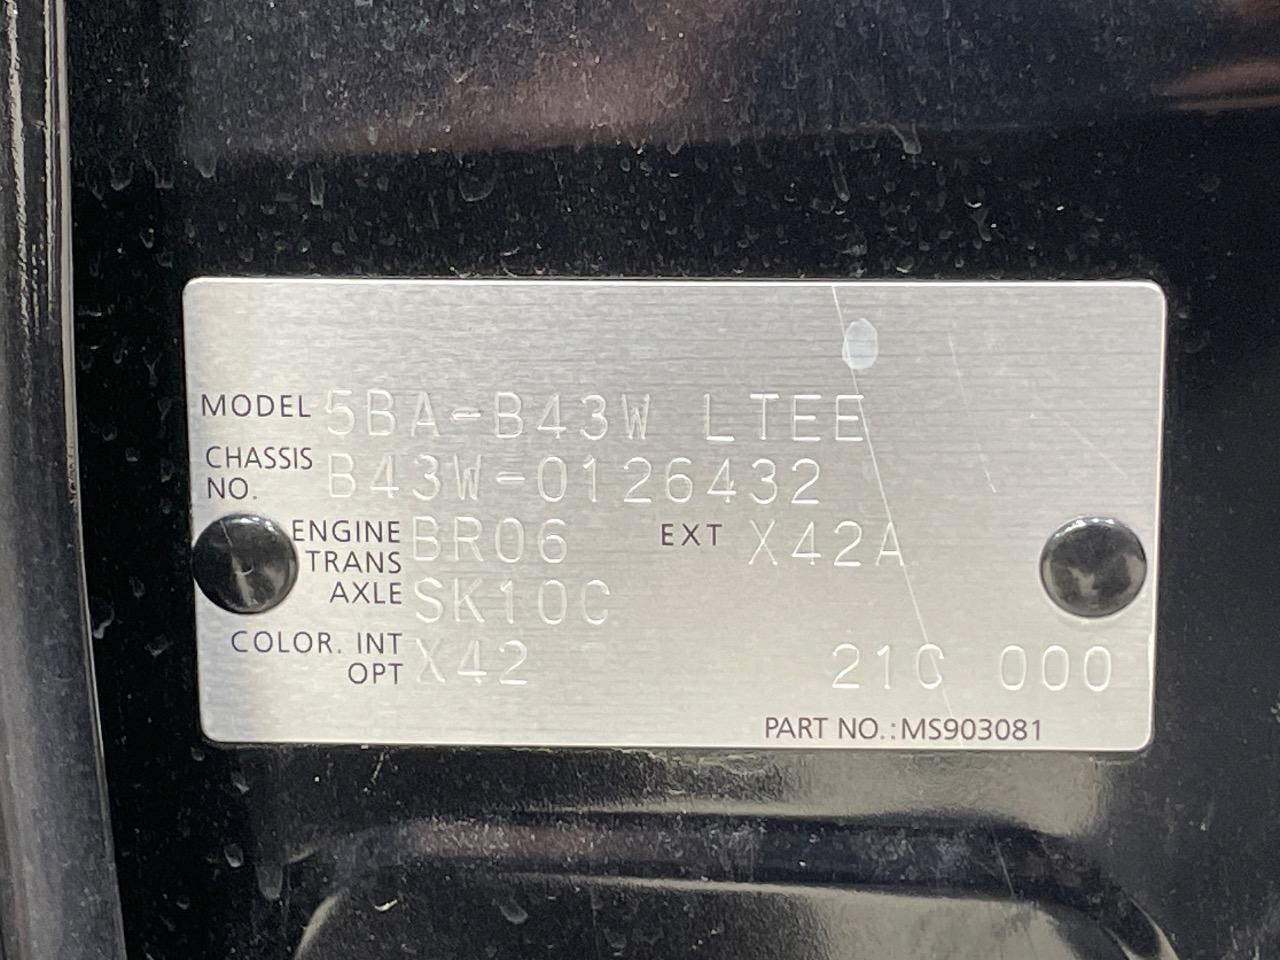 MODEL 5BA-B43W LTEE
CHASSIS NO. B43W-0126432
ENGINE BR06 EXT X42A
TRANS AXLE SK10C
COLOR. INT OPT X42 21C 000
PART NO.:MS903081